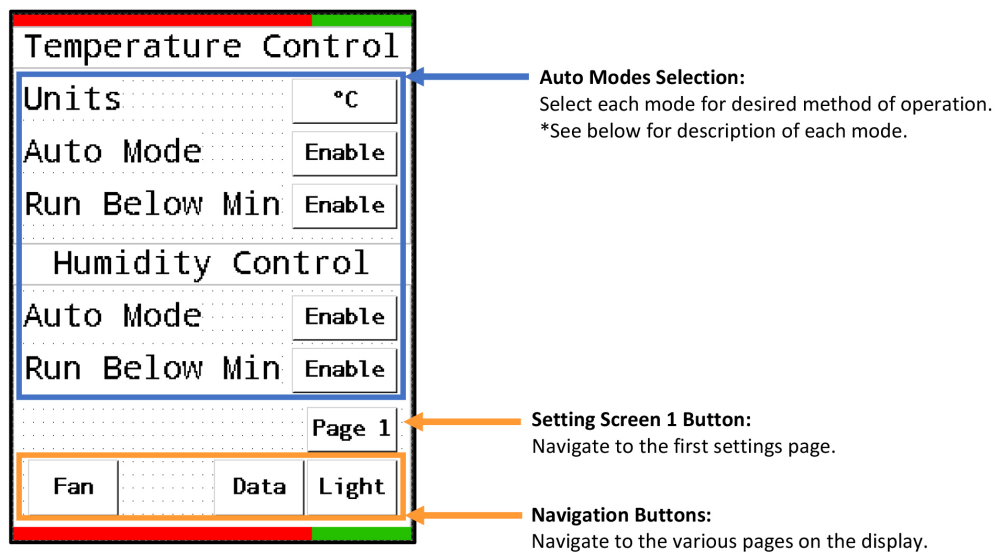 Temperature Control
Units °C
Auto Mode Enable
Run Below Min Enable
Humidity Control
Auto Mode Enable
Run Below Min Enable
Page 1
Fan Data Light
Auto Modes Selection:
Select each mode for desired method of operation.
*See below for description of each mode.
Setting Screen 1 Button:
Navigate to the first settings page.
Navigation Buttons:
Navigate to the various pages on the display.